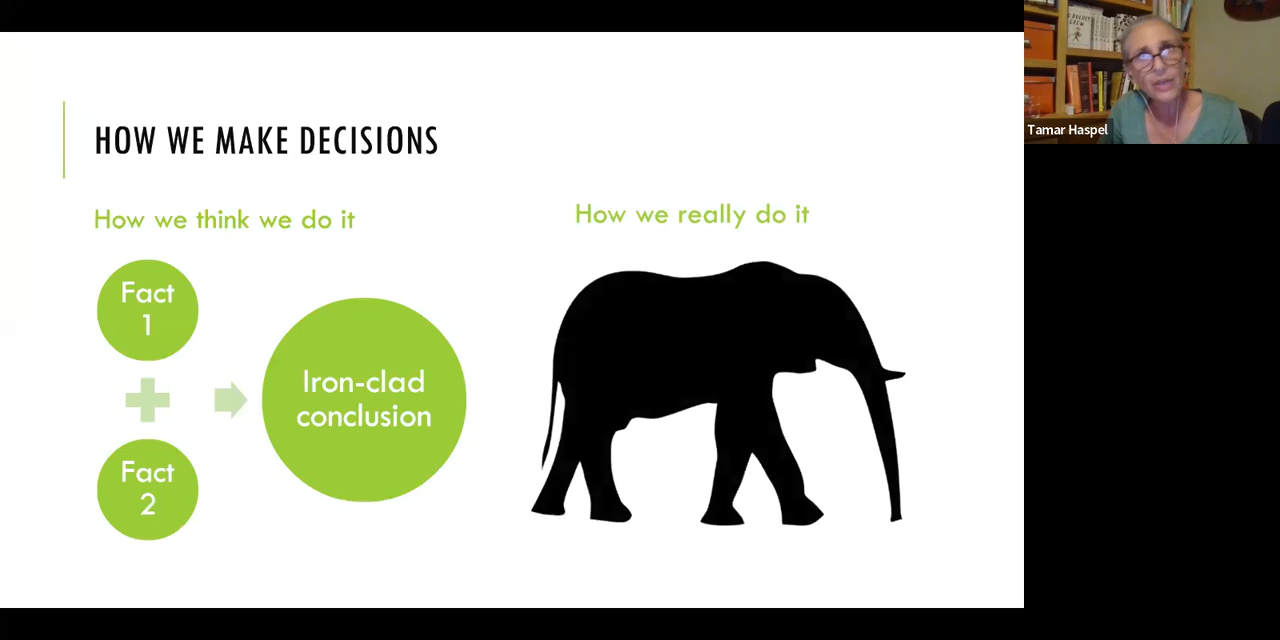 HOW WE MAKE DECISIONS
How we think we do it
How we really do it
Fact
1
Iron-clad
conclusion
Fact
2
Tamar Haspel